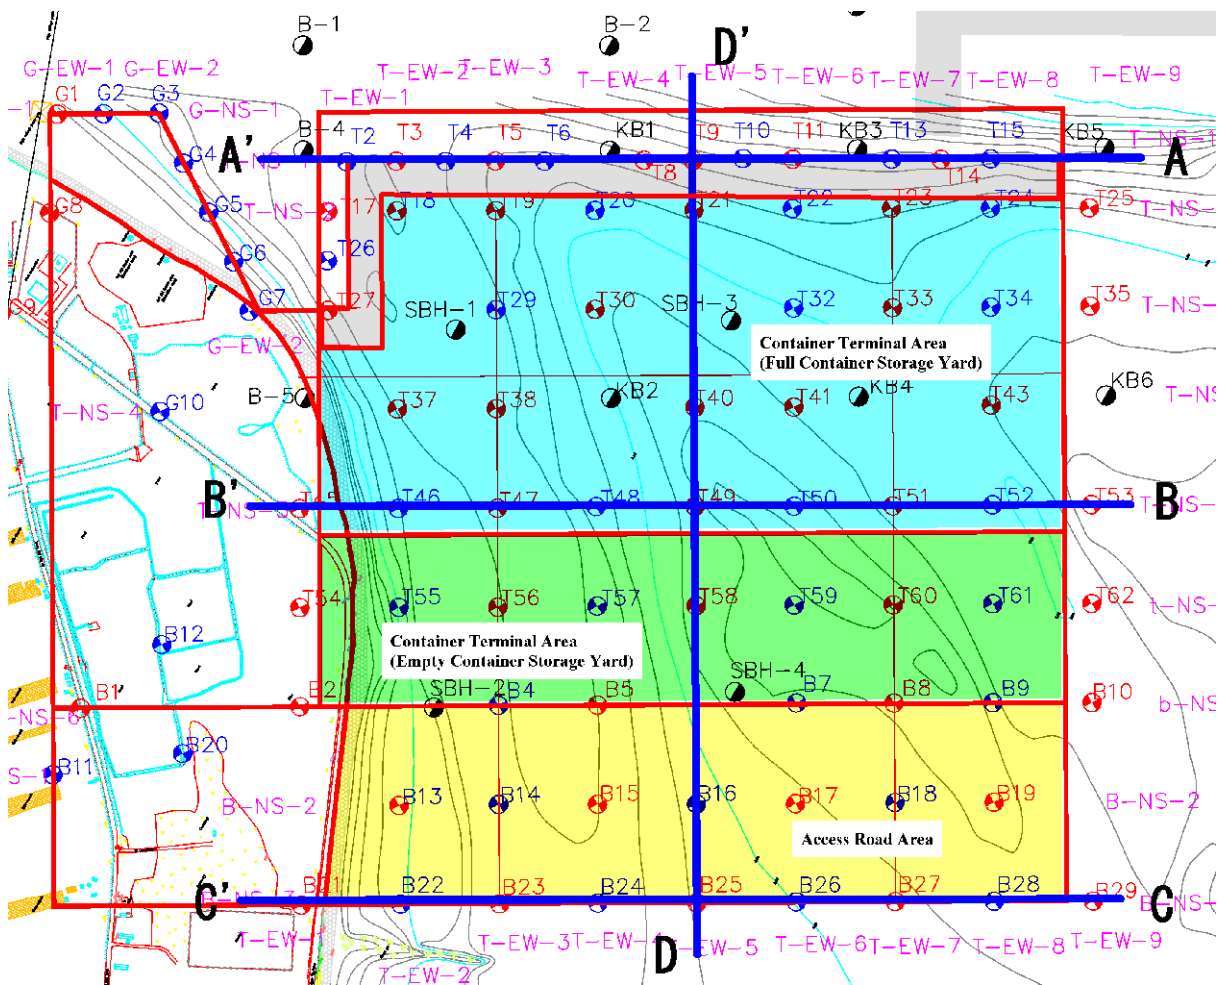 B-1
B-2
D'
G-EW-1
G-EW-2
T-EW-2
T-EW-3
T-EW-4
T-EW-5
T-EW-6
T-EW-7
T-EW-8
T-EW-9
G1
G2
G3
G-NS-1
T-EW-1
A'
G4
B-4
T2
T3
T4
T5
T6
KB1
T8
T9
T10
T11
KB3
T13
T14
T15
KB5
A
G8
G5
T17
T18
T19
T20
T21
T22
T23
T24
T25
G6
T26
G9
G7
T27
SBH-1
T29
T30
SBH-3
T32
T33
T34
T35
G-EW-2
Container Terminal Area
(Full Container Storage Yard)
T-NS-4
G10
B-5
T37
T38
KB2
T40
T41
KB4
T43
KB6
B'
T46
T47
T48
T49
T50
T51
T52
T53
B
T54
T55
T56
T57
T58
T59
T60
T61
T62
Container Terminal Area
(Empty Container Storage Yard)
B12
B1
B2
SBH-2
B4
B5
SBH-4
B7
B8
B9
B10
B20
B11
B-NS-2
B13
B14
B15
B16
B17
B18
B19
B-NS-2
Access Road Area
C'
B22
B23
B24
B25
B26
B27
B28
B29
C
T-EW-1
T-EW-2
T-EW-3
T-EW-4
D
T-EW-5
T-EW-6
T-EW-7
T-EW-8
T-EW-9